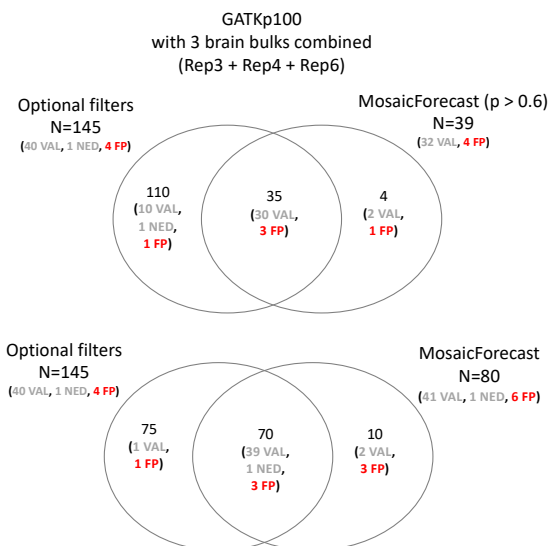 GATKp100
with 3 brain bulks combined
(Rep3 + Rep4 + Rep6)
Optional filters
N=145
(40 VAL, 1 NED, 4 FP)
MosaicForecast (p > 0.6)
N=39
(32 VAL, 4 FP)
110
(10 VAL,
1 NED,
1 FP)
35
(30 VAL,
3 FP)
4
(2 VAL,
1 FP)
Optional filters
N=145
(40 VAL, 1 NED, 4 FP)
MosaicForecast
N=80
(41 VAL, 1 NED, 6 FP)
75
(1 VAL,
1 FP)
70
(39 VAL,
1 NED,
3 FP)
10
(2 VAL,
3 FP)